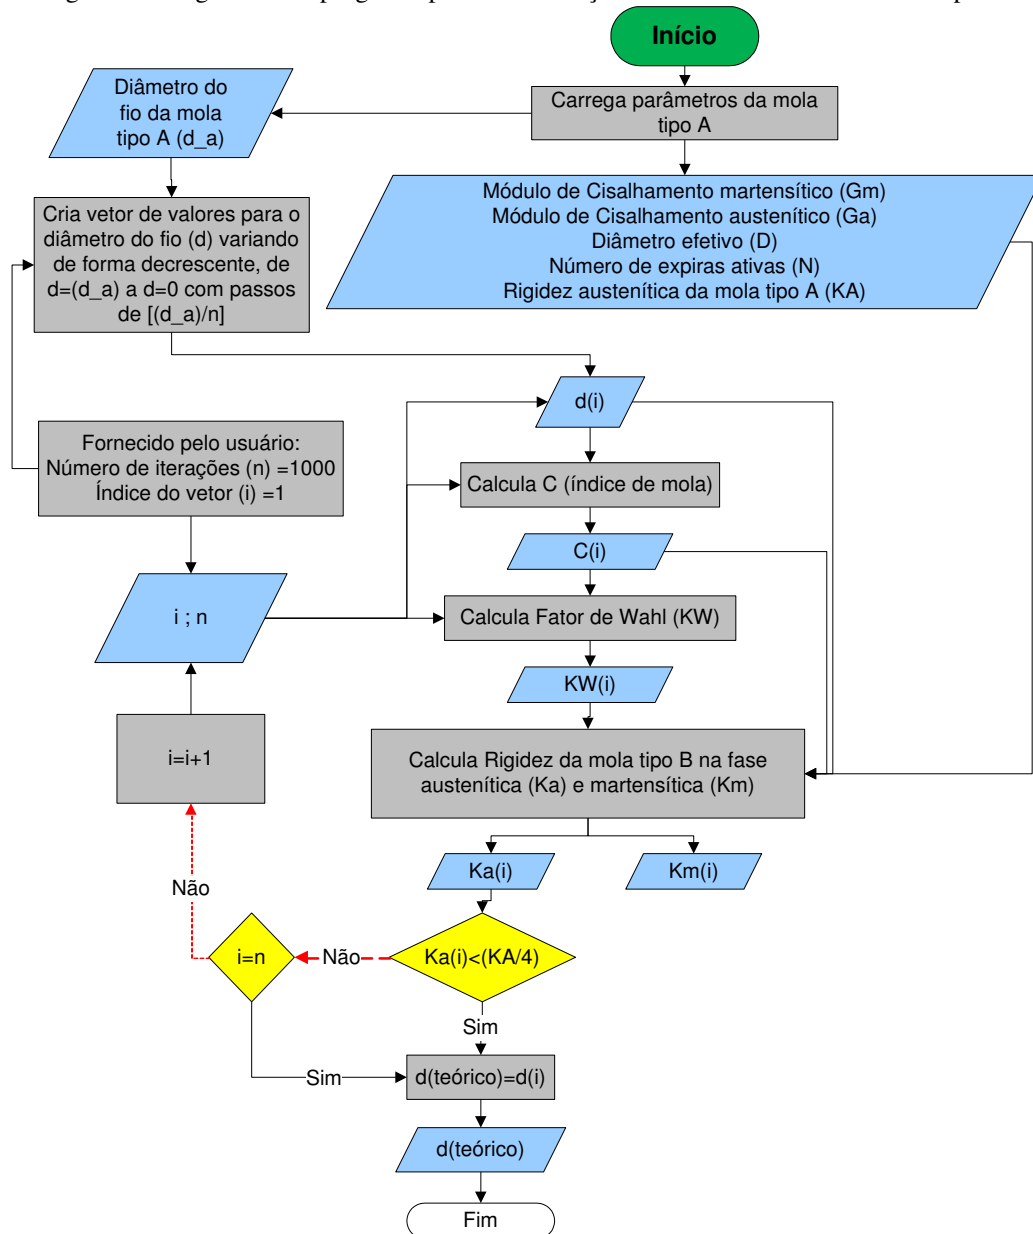 Início
Carrega parâmetros da mola
tipo A
Diâmetro do
fio da mola
tipo A (d_a)
Módulo de Cisalhamento martensítico (Gm)
Módulo de Cisalhamento austenítico (Ga)
Diâmetro efetivo (D)
Número de expiras ativas (N)
Rigidez austenítica da mola tipo A (KA)
Cria vetor de valores para o
diâmetro do fio (d) variando
de forma decrescente, de
d=(d_a) a d=0 com passos
de [(d_a)/n]
d(i)
Fornecido pelo usuário:
Número de iterações (n) =1000
Índice do vetor (i) =1
Calcula C (índice de mola)
C(i)
i ; n
Calcula Fator de Wahl (KW)
KW(i)
i=i+1
Calcula Rigidez da mola tipo B na fase
austenítica (Ka) e martensítica (Km)
Ka(i)
Km(i)
Não
i=n
Não
Ka(i)<(KA/4)
Sim
Sim
d(teórico)=d(i)
d(teórico)
Fim